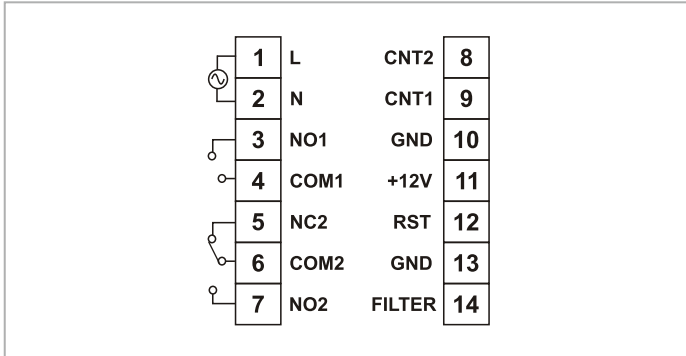 1 L CNT2 8
2 N CNT1 9
3 NO1 GND 10
4 COM1 +12V 11
5 NC2 RST 12
6 COM2 GND 13
7 NO2 FILTER 14